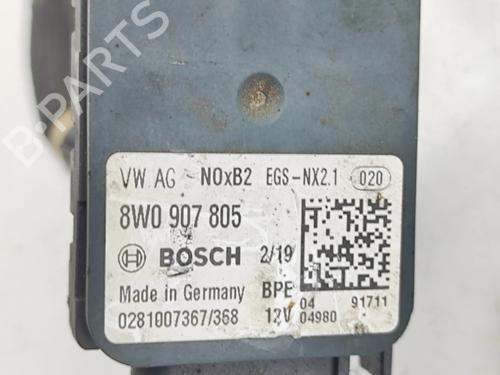 B-PARTS
VW AG NOxB2 EGS-NX2.1 020
8W0 907 805
BOSCH 2/19
Made in Germany BPE 04 91711
0281007367/368 12V 04980